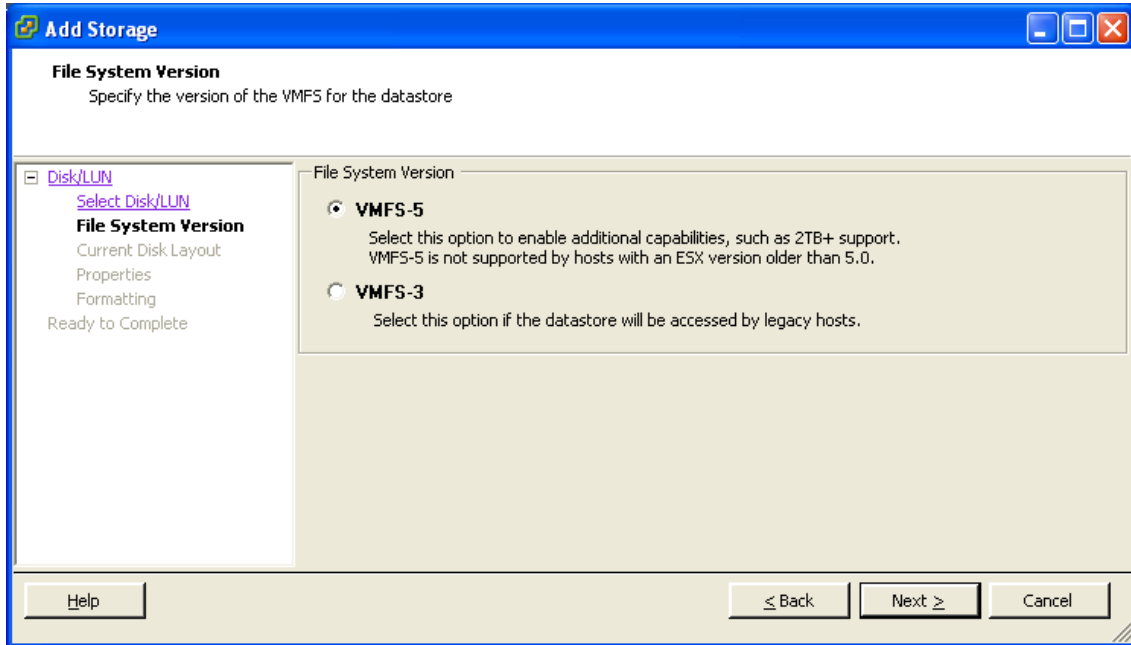 Add Storage
File System Version
Specify the version of the VMFS for the datastore
Disk/LUN
Select Disk/LUN
File System Version
Current Disk Layout
Properties
Formatting
Ready to Complete
File System Version
VMFS-5
Select this option to enable additional capabilities, such as 2TB+ support.
VMFS-5 is not supported by hosts with an ESX version older than 5.0.
VMFS-3
Select this option if the datastore will be accessed by legacy hosts.
Help
< Back
Next >
Cancel